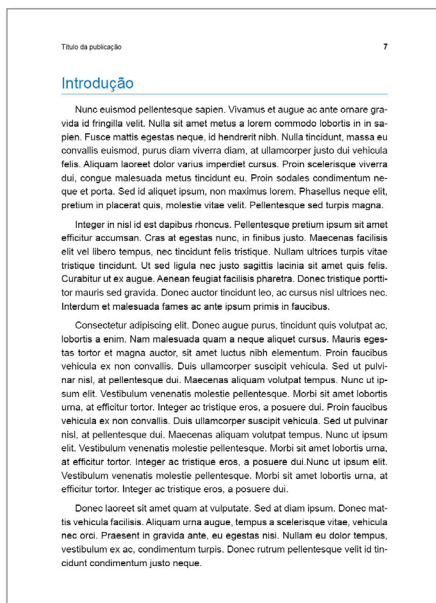 Título da publicação
7
Introdução
Nunc euismod pellentesque sapien. Vivamus et augue ac ante ornare gra-
vida id fringilla velit. Nulla sit amet metus a lorem commodo lobortis in in sa-
pien. Fusce mattis egestas neque, id hendrerit nibh. Nulla tincidunt, massa eu
convallis euismod, purus diam viverra diam, at ullamcorper justo dui vehicula
felis. Aliquam laoreet dolor varius imperdiet cursus. Proin scelerisque viverra
dui, congue malesuada metus tincidunt eu. Proin sodales condimentum ne-
que et porta. Sed id aliquet ipsum, non maximus lorem. Phasellus neque elit,
pretium in placerat quis, molestie vitae velit. Pellentesque sed turpis magna.
Integer in nisl id est dapibus rhoncus. Pellentesque pretium ipsum sit amet
efficitur accumsan. Cras at egestas nunc, in finibus justo. Maecenas facilisis
elit vel libero tempus, nec tincidunt felis tristique. Nullam ultrices turpis vitae
tristique tincidunt. Ut sed ligula nec justo sagittis lacinia sit amet quis felis.
Curabitur ut ex augue. Aenean feugiat facilisis pharetra. Donec tristique portti-
tor mauris sed gravida. Donec auctor tincidunt leo, ac cursus nisl ultrices nec.
Interdum et malesuada fames ac ante ipsum primis in faucibus.
Consectetur adipiscing elit. Donec augue purus, tincidunt quis volutpat ac,
lobortis a enim. Nam malesuada quam a neque aliquet cursus. Mauris eges-
tas tortor et magna auctor, sit amet luctus nibh elementum. Proin faucibus
vehicula ex non convallis. Duis ullamcorper suscipit vehicula. Sed ut pulvi-
nar nisl, at pellentesque dui. Maecenas aliquam volutpat tempus. Nunc ut ip-
sum elit. Vestibulum venenatis molestie pellentesque. Morbi sit amet lobortis
urna, at efficitur tortor. Integer ac tristique eros, a posuere dui. Proin faucibus
vehicula ex non convallis. Duis ullamcorper suscipit vehicula. Sed ut pulvinar
nisl, at pellentesque dui. Maecenas aliquam volutpat tempus. Nunc ut ipsum
elit. Vestibulum venenatis molestie pellentesque. Morbi sit amet lobortis urna,
at efficitur tortor. Integer ac tristique eros, a posuere dui.Nunc ut ipsum elit.
Vestibulum venenatis molestie pellentesque. Morbi sit amet lobortis urna, at
efficitur tortor. Integer ac tristique eros, a posuere dui.
Donec laoreet sit amet quam at vulputate. Sed at diam ipsum. Donec mat-
tis vehicula facilisis. Aliquam urna augue, tempus a scelerisque vitae, vehicula
nec orci. Praesent in gravida ante, eu egestas nisi. Nullam eu dolor tempus,
vestibulum ex ac, condimentum turpis. Donec rutrum pellentesque velit id tin-
cidunt condimentum justo neque.